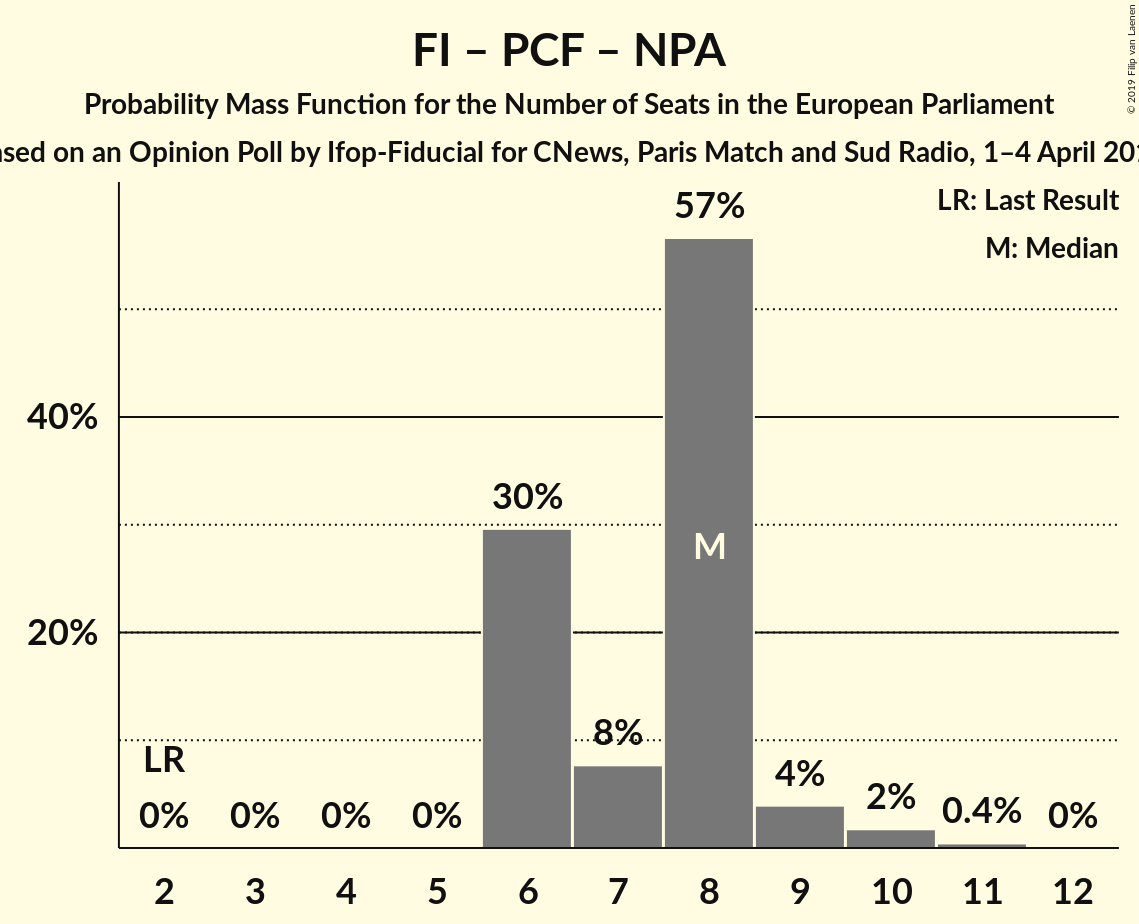 FI – PCF – NPA
Probability Mass Function for the Number of Seats in the European Parliament
on an Opinion Poll by Ifop-Fiducial for CNews, Paris Match and Sud Radio, 1–4 April
© 2019 Filip van Laenen
LR: Last Result
M: Median
57%
40%
30%
M
20%
8%
LR
4%
2%
0.4%
0% 0% 0% 0% 0%
2 3 4 5 6 7 8 9 10 11 12